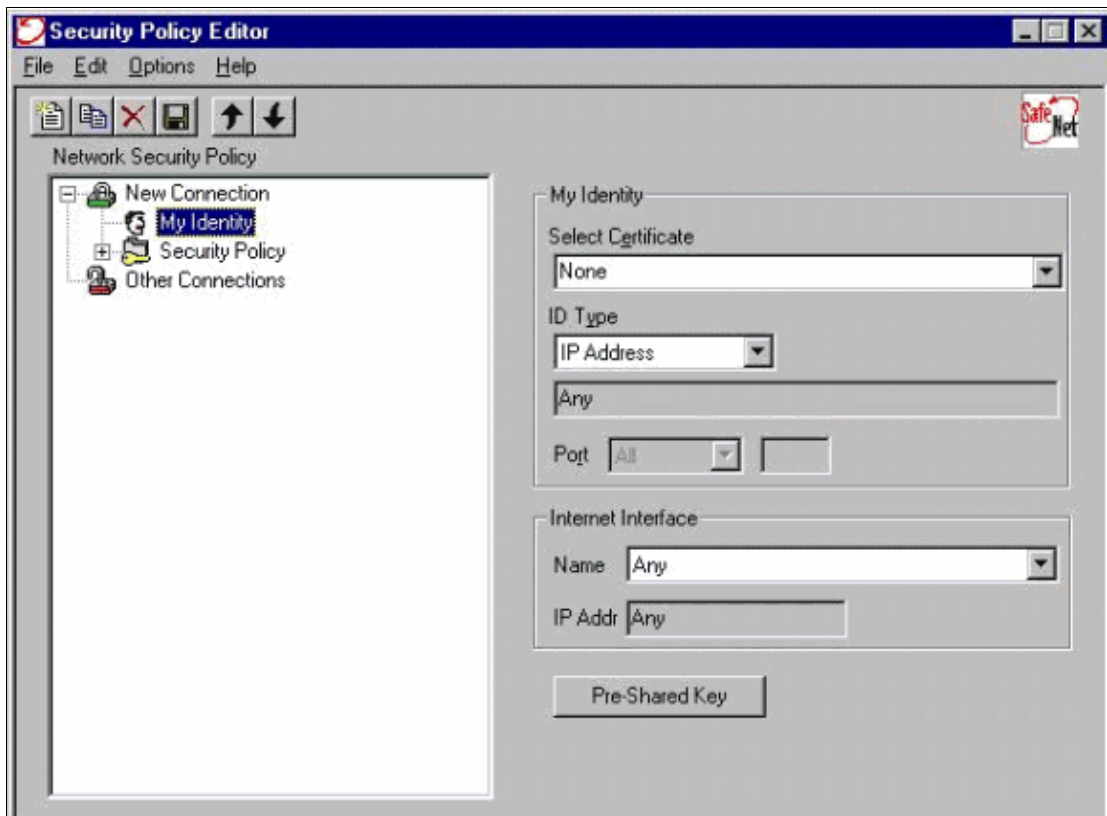 Security Policy Editor
File Edit Options Help
Safe Net
Network Security Policy
New Connection
My Identity
Security Policy
Other Connections
My Identity
Select Certificate
None
ID Type
IP Address
Any
Port All
Internet Interface
Name Any
IP Addr Any
Pre-Shared Key